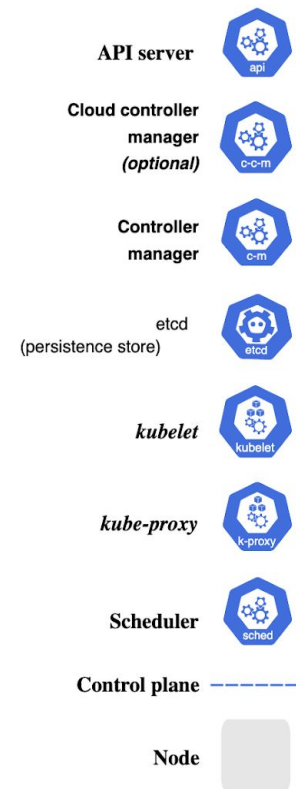 API server
api
Cloud controller
manager
(optional)
c-c-m
Controller
manager
c-m
etcd
(persistence store)
etcd
kubelet
kubelet
kube-proxy
k-proxy
Scheduler
sched
Control plane
Node